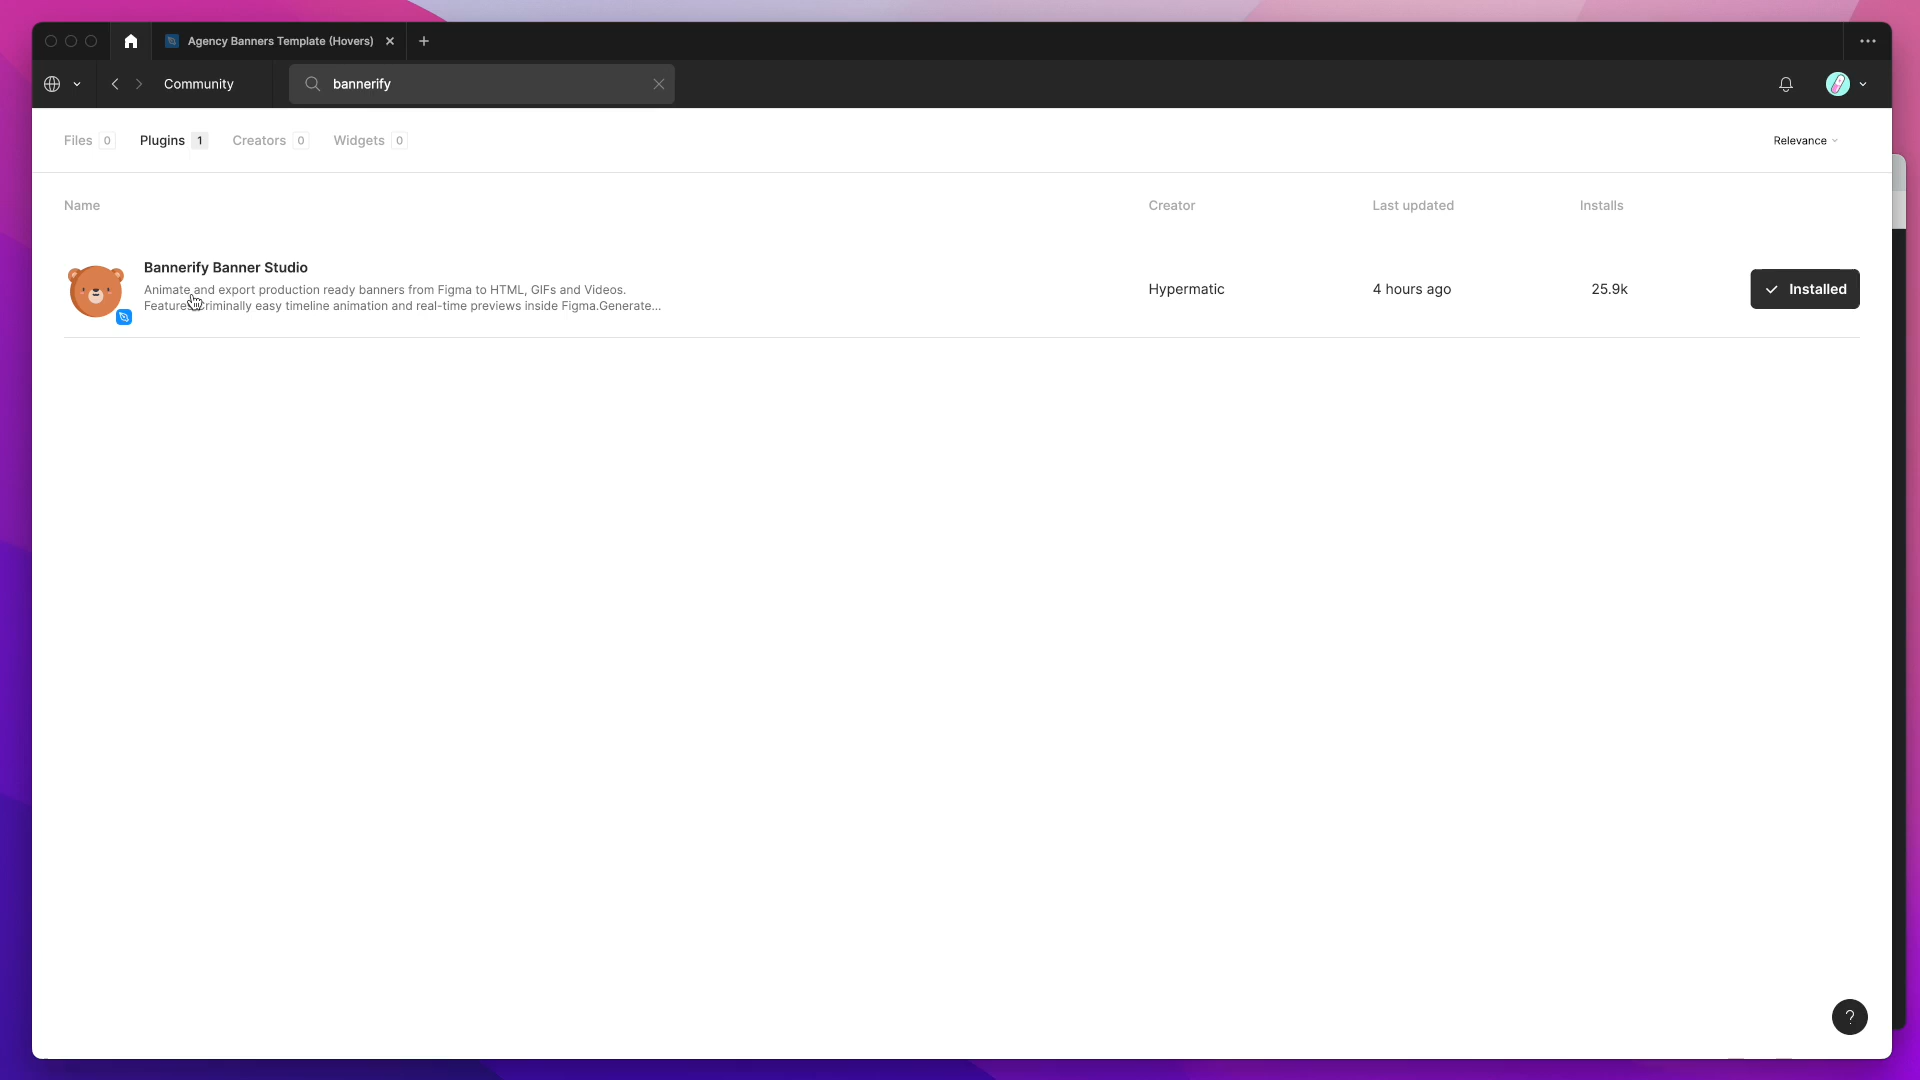 Agency Banners Template (Hovers)
Community
bannerify
Files 0
Plugins 1
Creators 0
Widgets 0
Relevance
Name
Creator
Last updated
Installs
Bannerify Banner Studio
Animate and export production ready banners from Figma to HTML, GIFs and Videos.
Features criminally easy timeline animation and real-time previews inside Figma.Generate...
Hypermatic
4 hours ago
25.9k
Installed
?